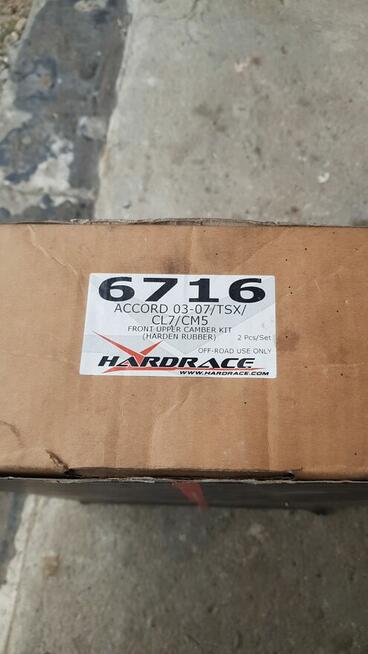 6716
ACCORD 03-07/TSX/
CL7/CM5
FRONT UPPER CAMBER KIT
(HARDEN RUBBER) 2 Pcs/Set
OFF-ROAD USE ONLY
HARDRACE
WWW.HARDRACE.COM